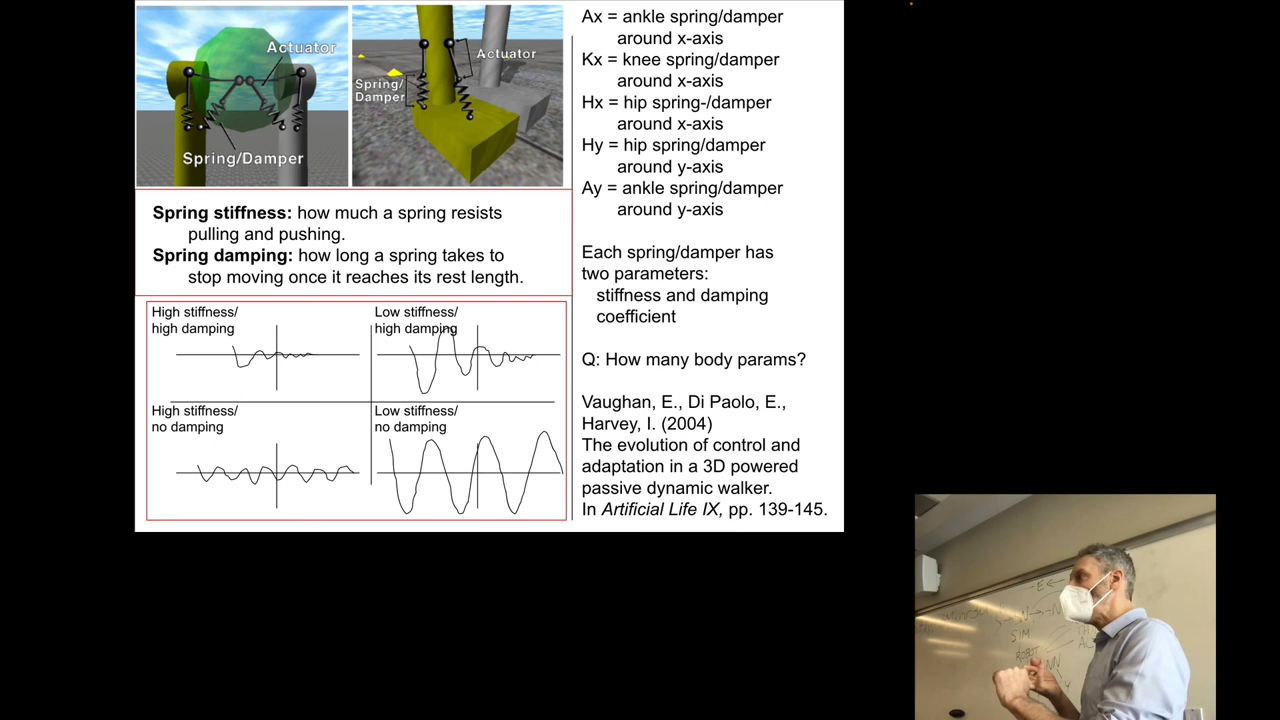 Actuator
Spring/Damper
Actuator
Spring/
Damper
Spring stiffness: how much a spring resists
pulling and pushing.
Spring damping: how long a spring takes to
stop moving once it reaches its rest length.
High stiffness/
high damping
Low stiffness/
high damping
High stiffness/
no damping
Low stiffness/
no damping
Ax = ankle spring/damper
around x-axis
Kx = knee spring/damper
around x-axis
Hx = hip spring-/damper
around x-axis
Hy = hip spring/damper
around y-axis
Ay = ankle spring/damper
around y-axis
Each spring/damper has
two parameters:
stiffness and damping
coefficient
Q: How many body params?
Vaughan, E., Di Paolo, E.,
Harvey, I. (2004)
The evolution of control and
adaptation in a 3D powered
passive dynamic walker.
In Artificial Life IX, pp. 139-145.
SIM
ROBOT
NN